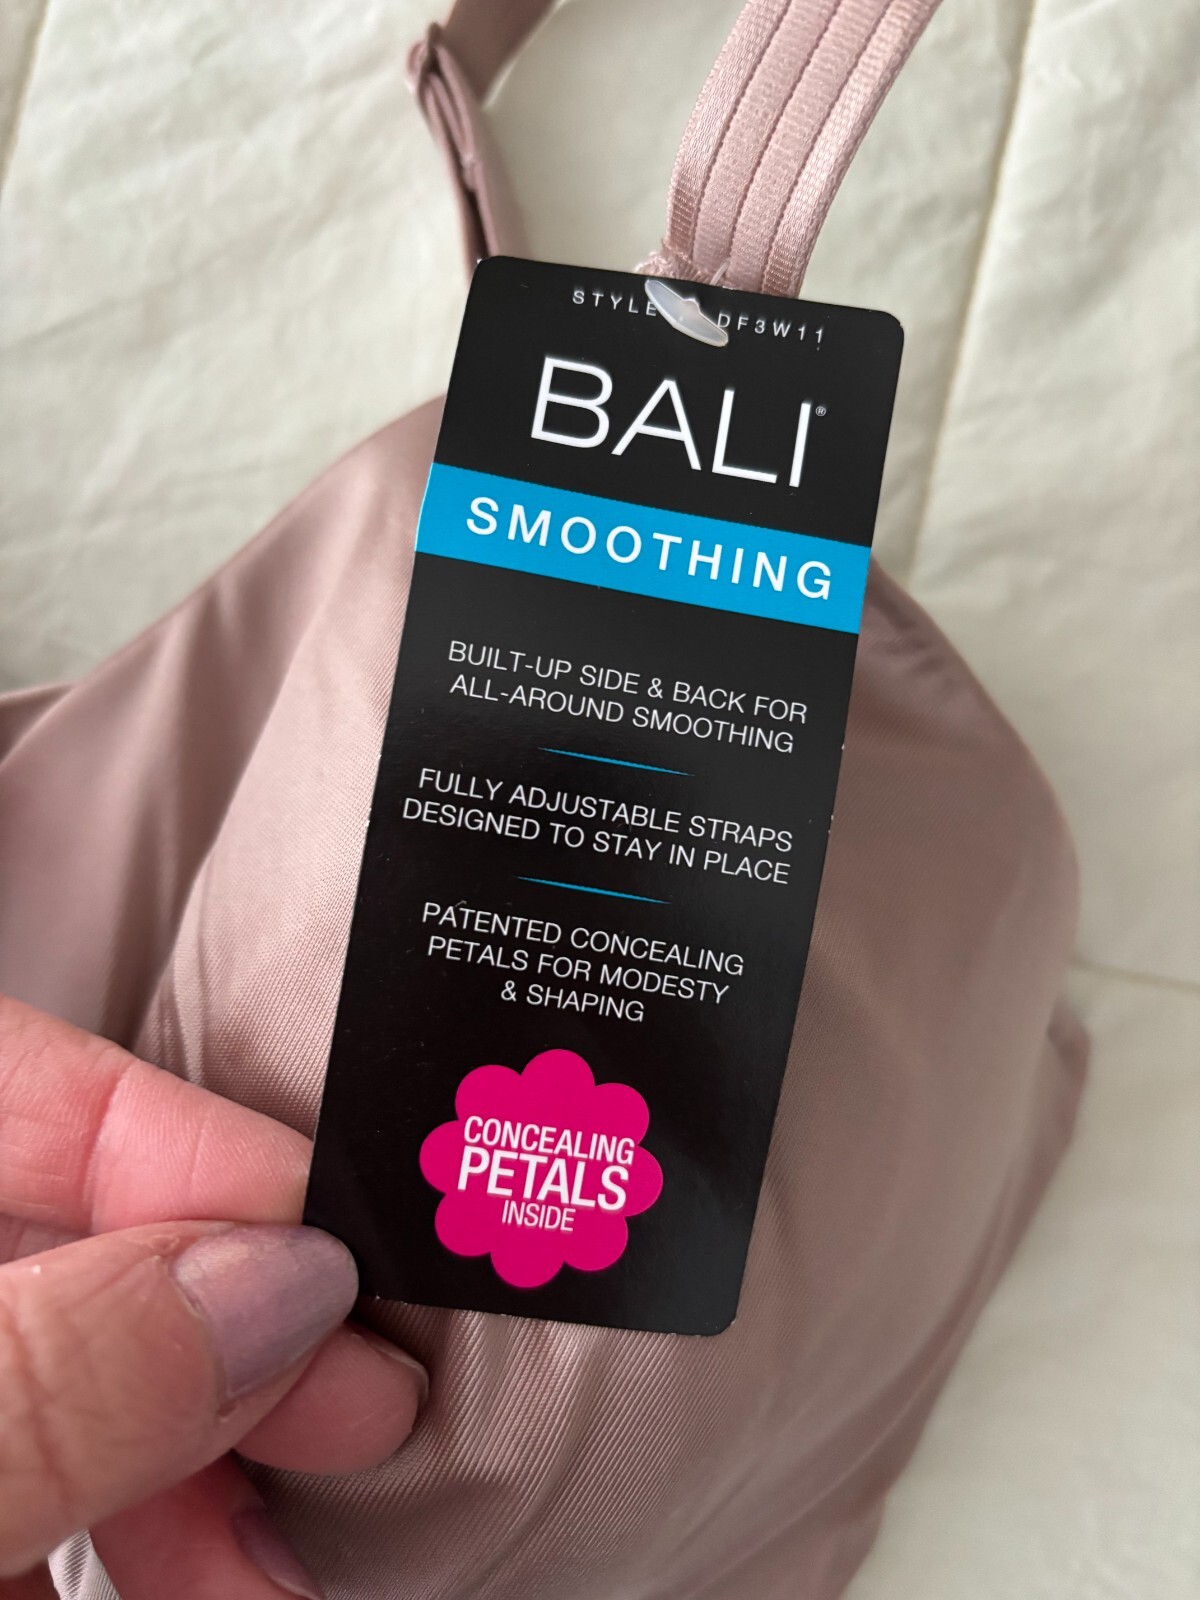 STYLE DF3W11
BALI®
SMOOTHING
BUILT-UP SIDE & BACK FOR
ALL-AROUND SMOOTHING
FULLY ADJUSTABLE STRAPS
DESIGNED TO STAY IN PLACE
PATENTED CONCEALING
PETALS FOR MODESTY
& SHAPING
CONCEALING
PETALS
INSIDE